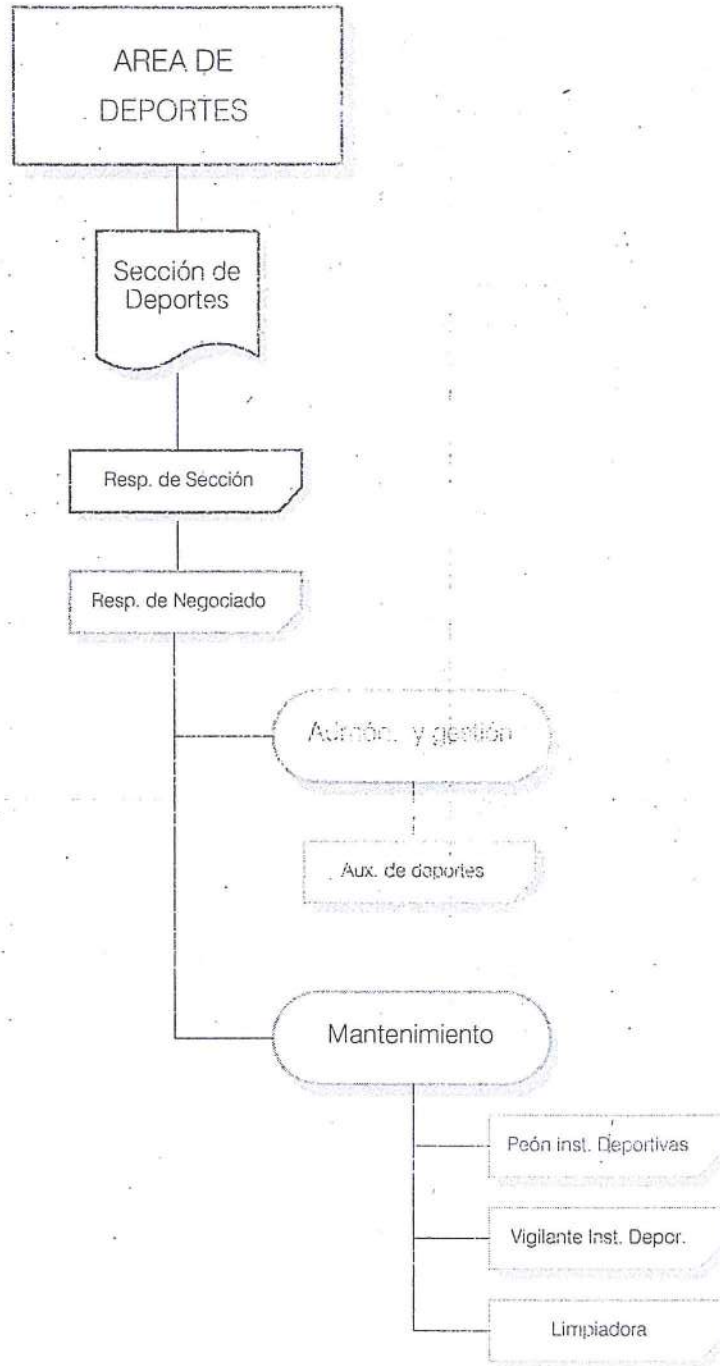 AREA DE
DEPORTES
Sección de
Deportes
Resp. de Sección
Resp. de Negociado
Admón. y gestión
Aux. de deportes
Mantenimiento
Peón inst. Deportivas
Vigilante Inst. Depor.
Limpiadora